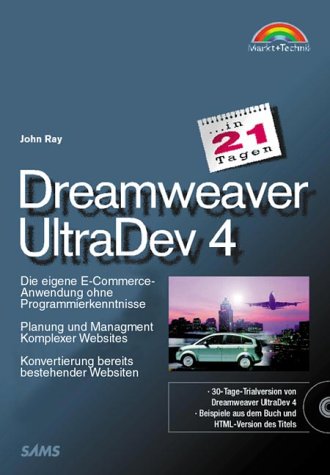 Markt+Technik
...in
21
Tagen
John Ray
Dreamweaver
UltraDev 4
Die eigene E-Commerce-
Anwendung ohne
Programmierkenntnisse
Planung und Managment
Komplexer Websites
Konvertierung bereits
bestehender Websiten
· 30-Tage-Trialversion von
Dreamweaver UltraDev 4
· Beispiele aus dem Buch und
HTML-Version des Titels
SAMS